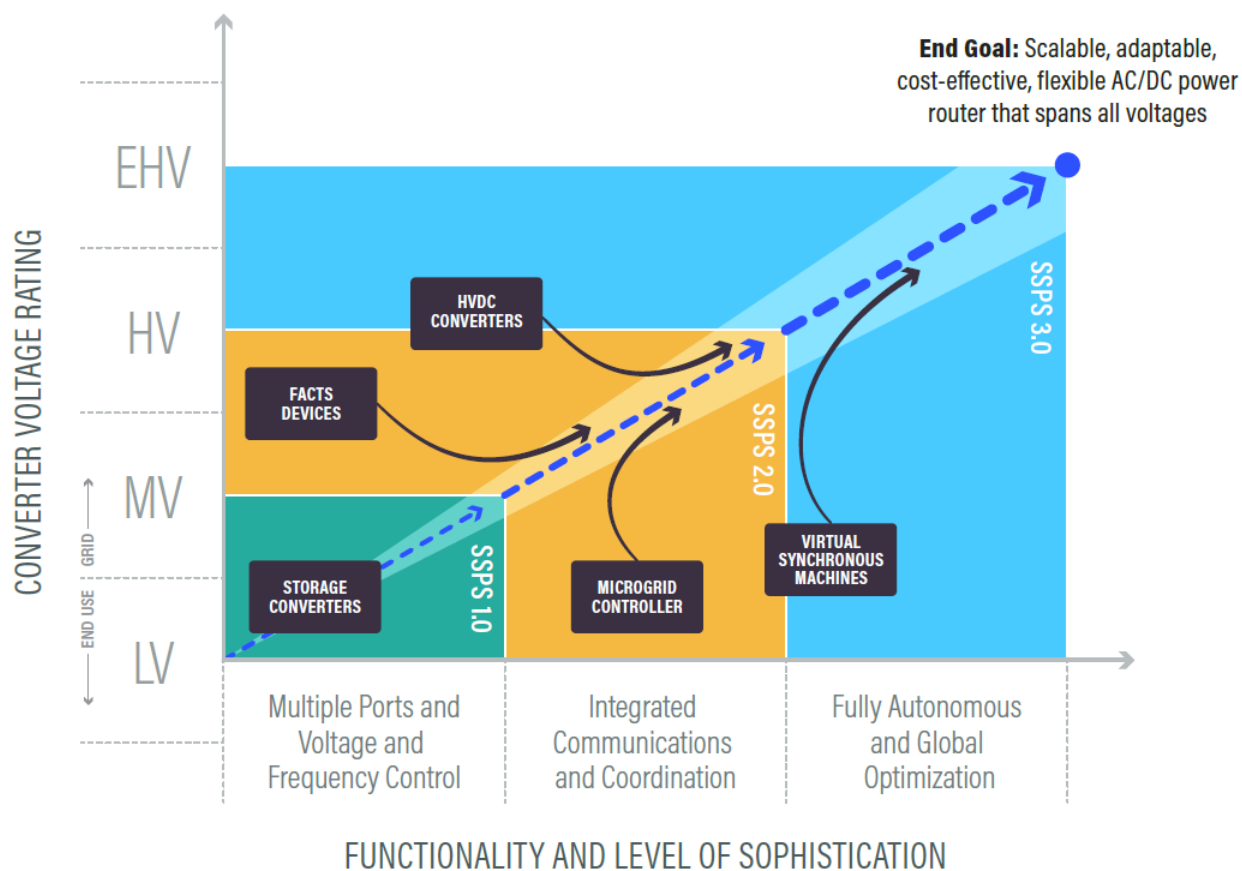 End Goal: Scalable, adaptable,
cost-effective, flexible AC/DC power
router that spans all voltages
CONVERTER VOLTAGE RATING
EHV
HV
MV
LV
GRID
END USE
HVDC
CONVERTERS
FACTS
DEVICES
STORAGE
CONVERTERS
MICROGRID
CONTROLLER
VIRTUAL
SYNCHRONOUS
MACHINES
SSPS 1.0
SSPS 2.0
SSPS 3.0
Multiple Ports and
Voltage and
Frequency Control
Integrated
Communications
and Coordination
Fully Autonomous
and Global
Optimization
FUNCTIONALITY AND LEVEL OF SOPHISTICATION